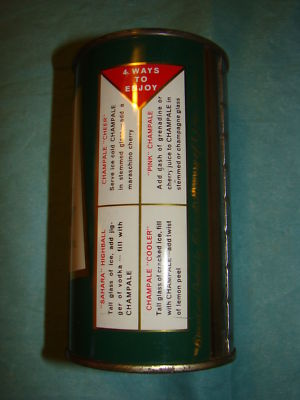 4 WAYS
TO
ENJOY
CHAMPALE "CHEER"
Serve ice cold CHAMPALE
in stemmed glass—add a
maraschino cherry
"PINK" CHAMPALE
Add dash of grenadine or
cherry juice to CHAMPALE in
stemmed or champagne glass
"SAHARA" HIGHBALL
Tall glass of ice, add jig-
ger of vodka — fill with
CHAMPALE
CHAMPALE "COOLER"
Tall glass of cracked ice, fill
with CHAMPALE—add twist
of lemon peel